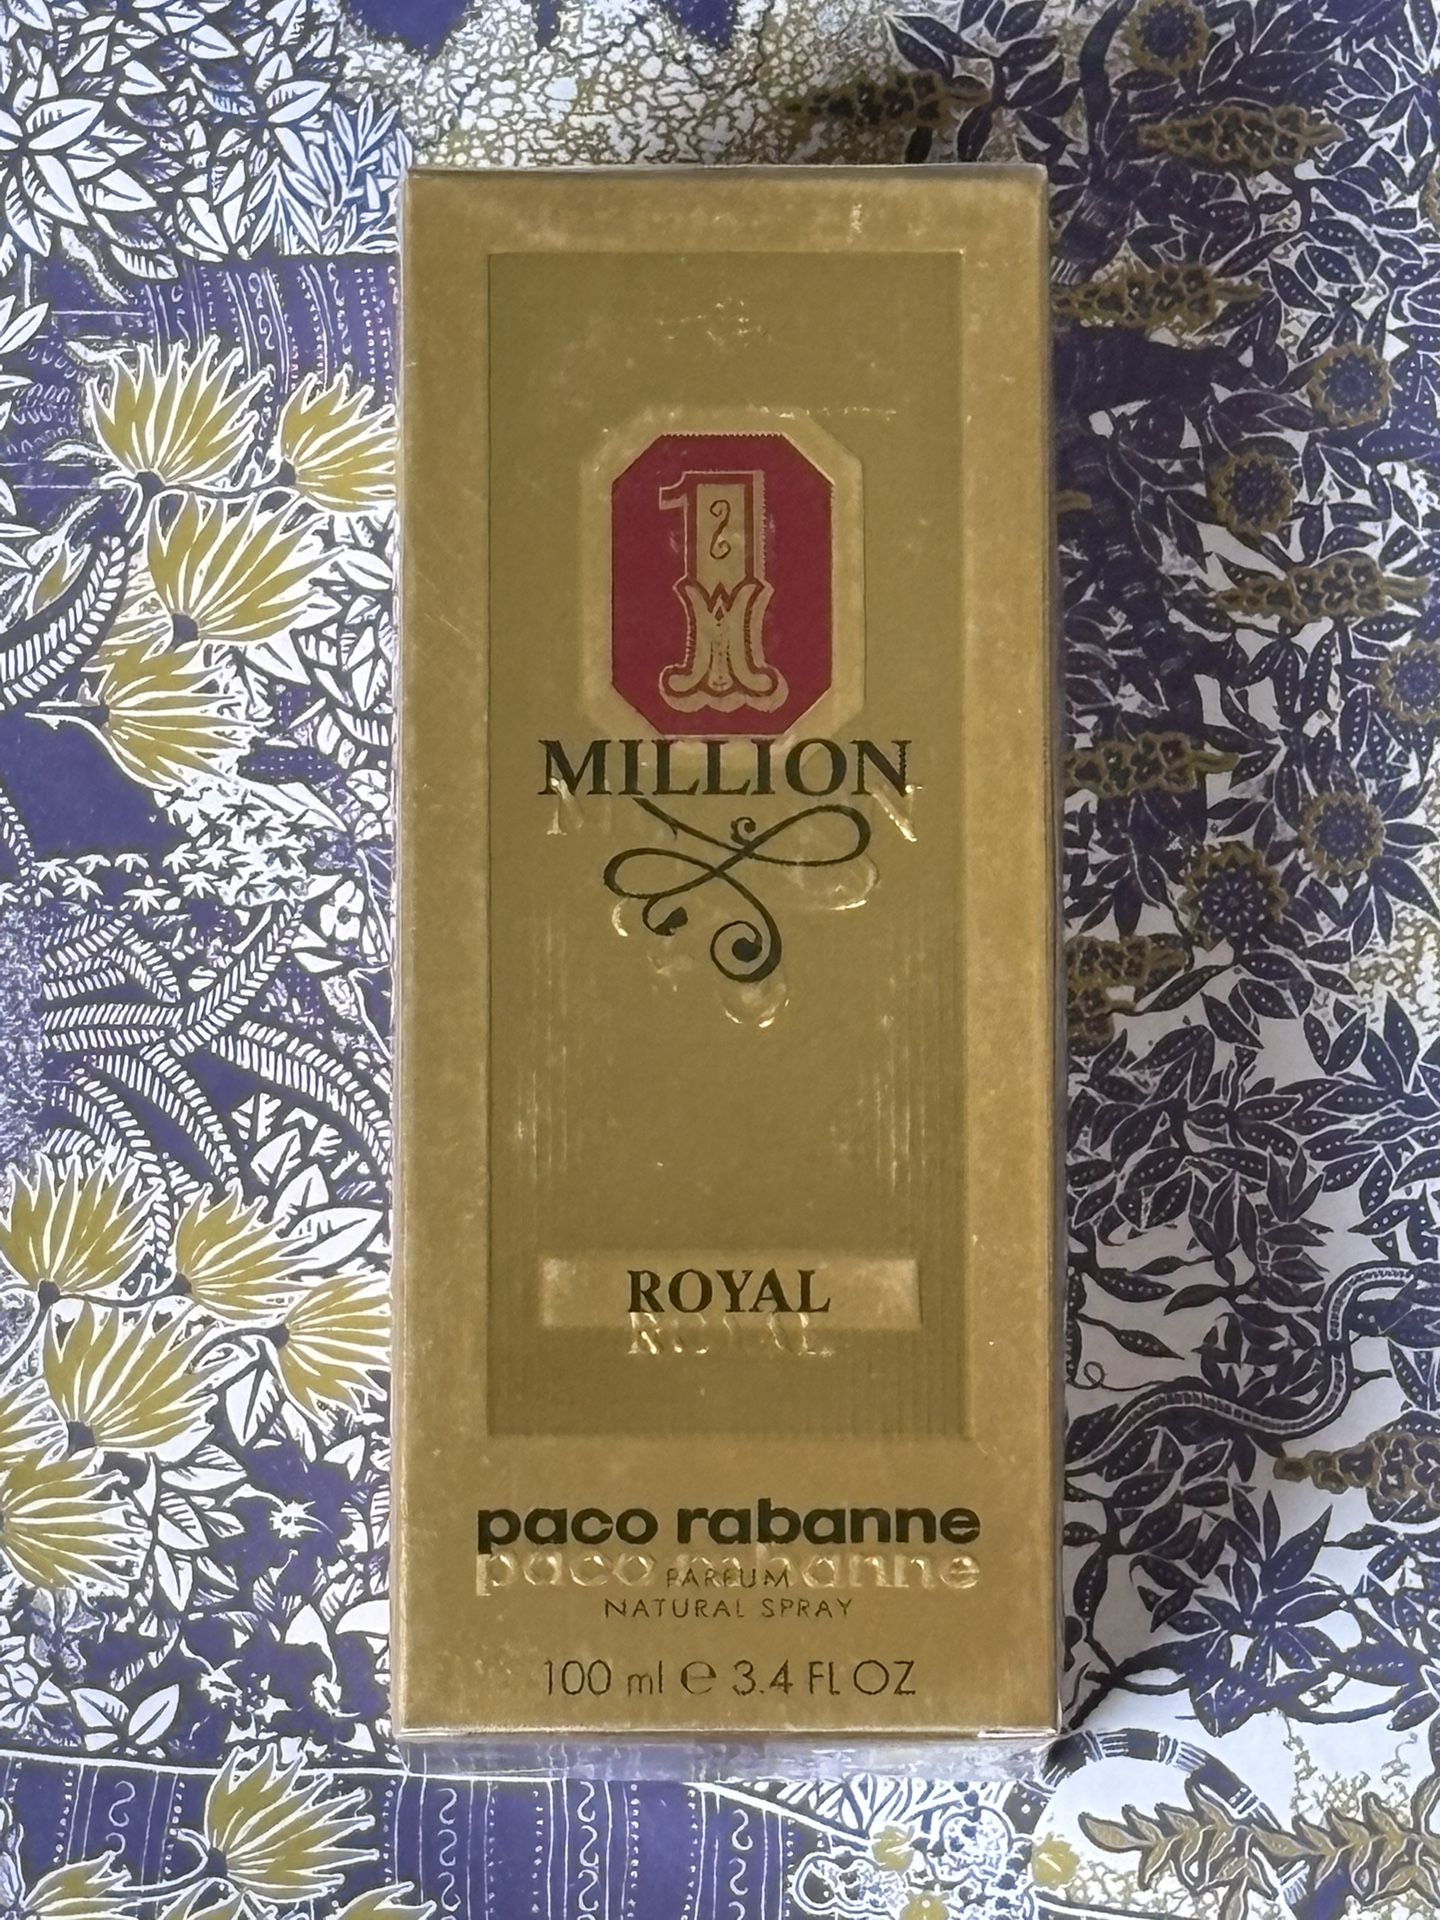 1
MILLION
ROYAL
paco rabanne
PARFUM
NATURAL SPRAY
100 ml e 3.4 FL OZ